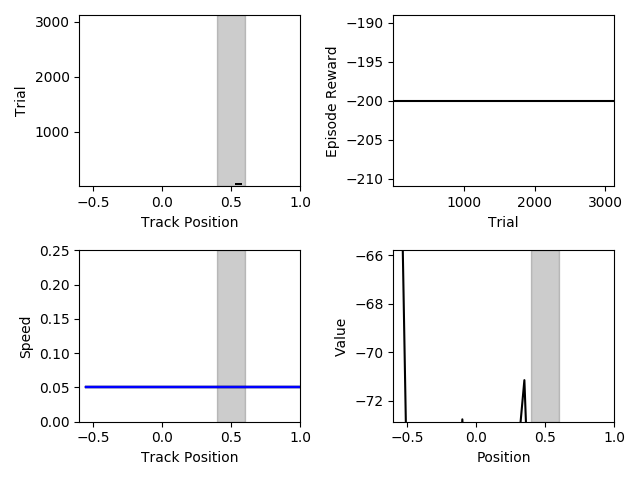 3000
2000
1000
Trial
−0.5 0.0 0.5 1.0
Track Position
−190
−195
−200
−205
−210
Episode Reward
1000 2000 3000
Trial
0.25
0.20
0.15
0.10
0.05
0.00
Speed
−0.5 0.0 0.5 1.0
Track Position
−66
−68
−70
−72
Value
−0.5 0.0 0.5 1.0
Position